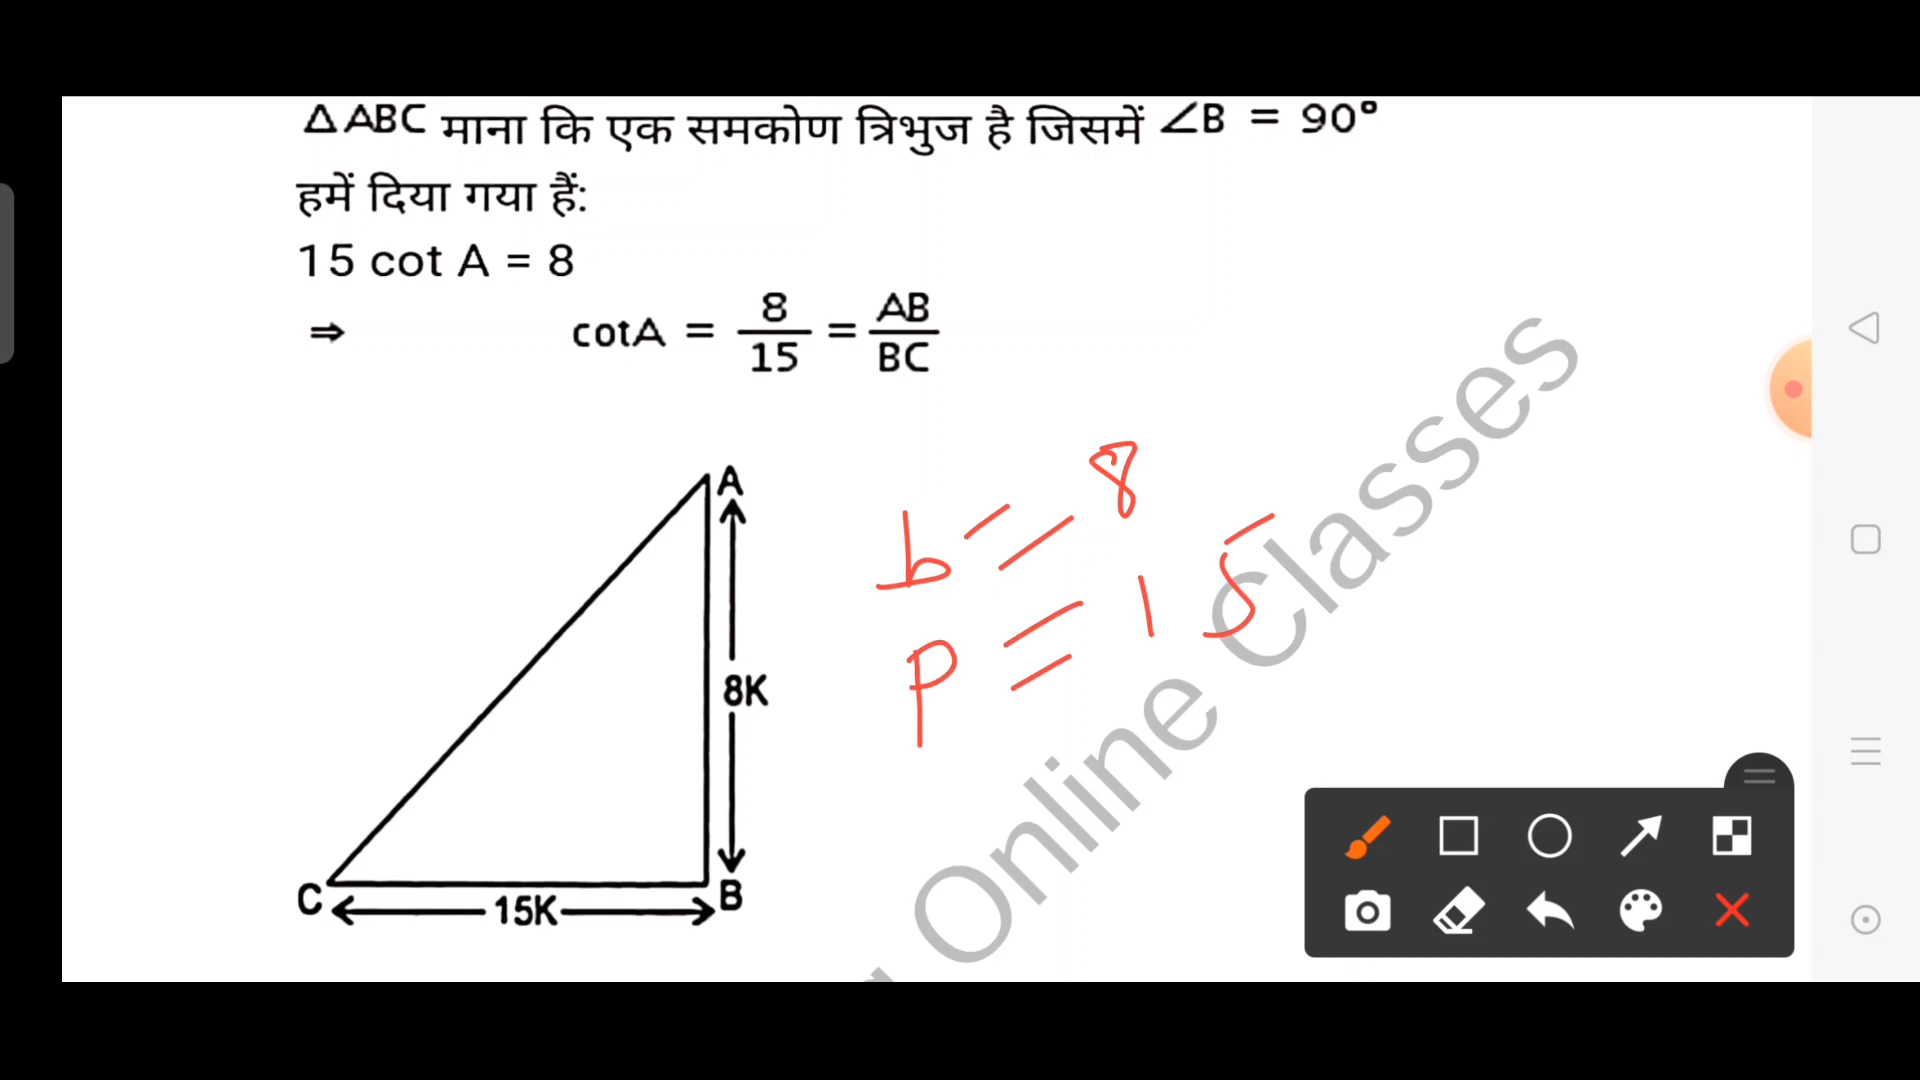 △ABC माना कि एक समकोण त्रिभुज है जिसमें ∠B = 90°
हमें दिया गया हैं:
15 cot A = 8
⇒ cotA = 8/15 = AB/BC
A
b = 8
p = 15
8K
C
15K
B
Online Classes